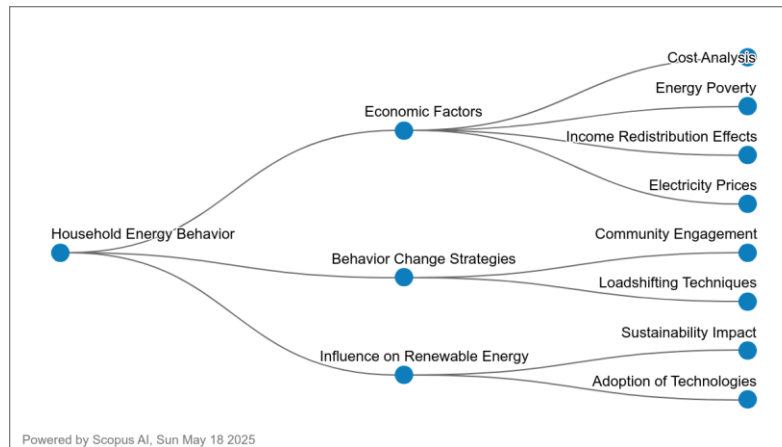 Cost Analysis
Energy Poverty
Economic Factors
Income Redistribution Effects
Electricity Prices
Household Energy Behavior
Community Engagement
Behavior Change Strategies
Loadshifting Techniques
Sustainability Impact
Influence on Renewable Energy
Adoption of Technologies
Powered by Scopus AI, Sun May 18 2025